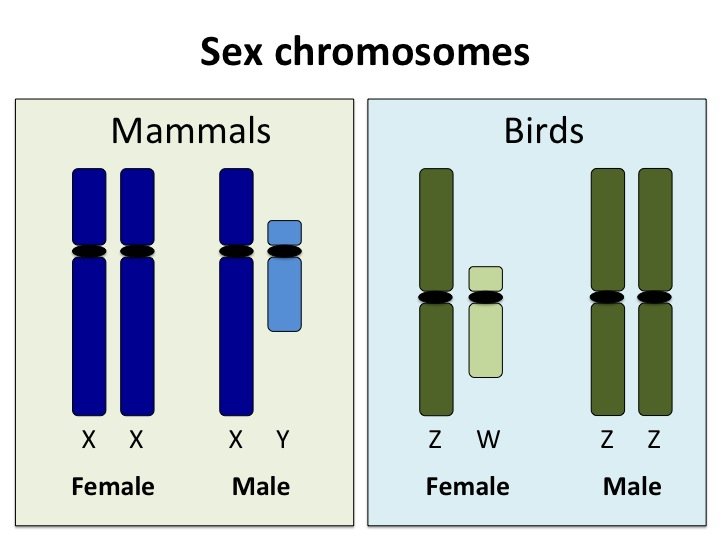 Sex chromosomes
Mammals
X X X Y
Female Male
Birds
Z W Z Z
Female Male